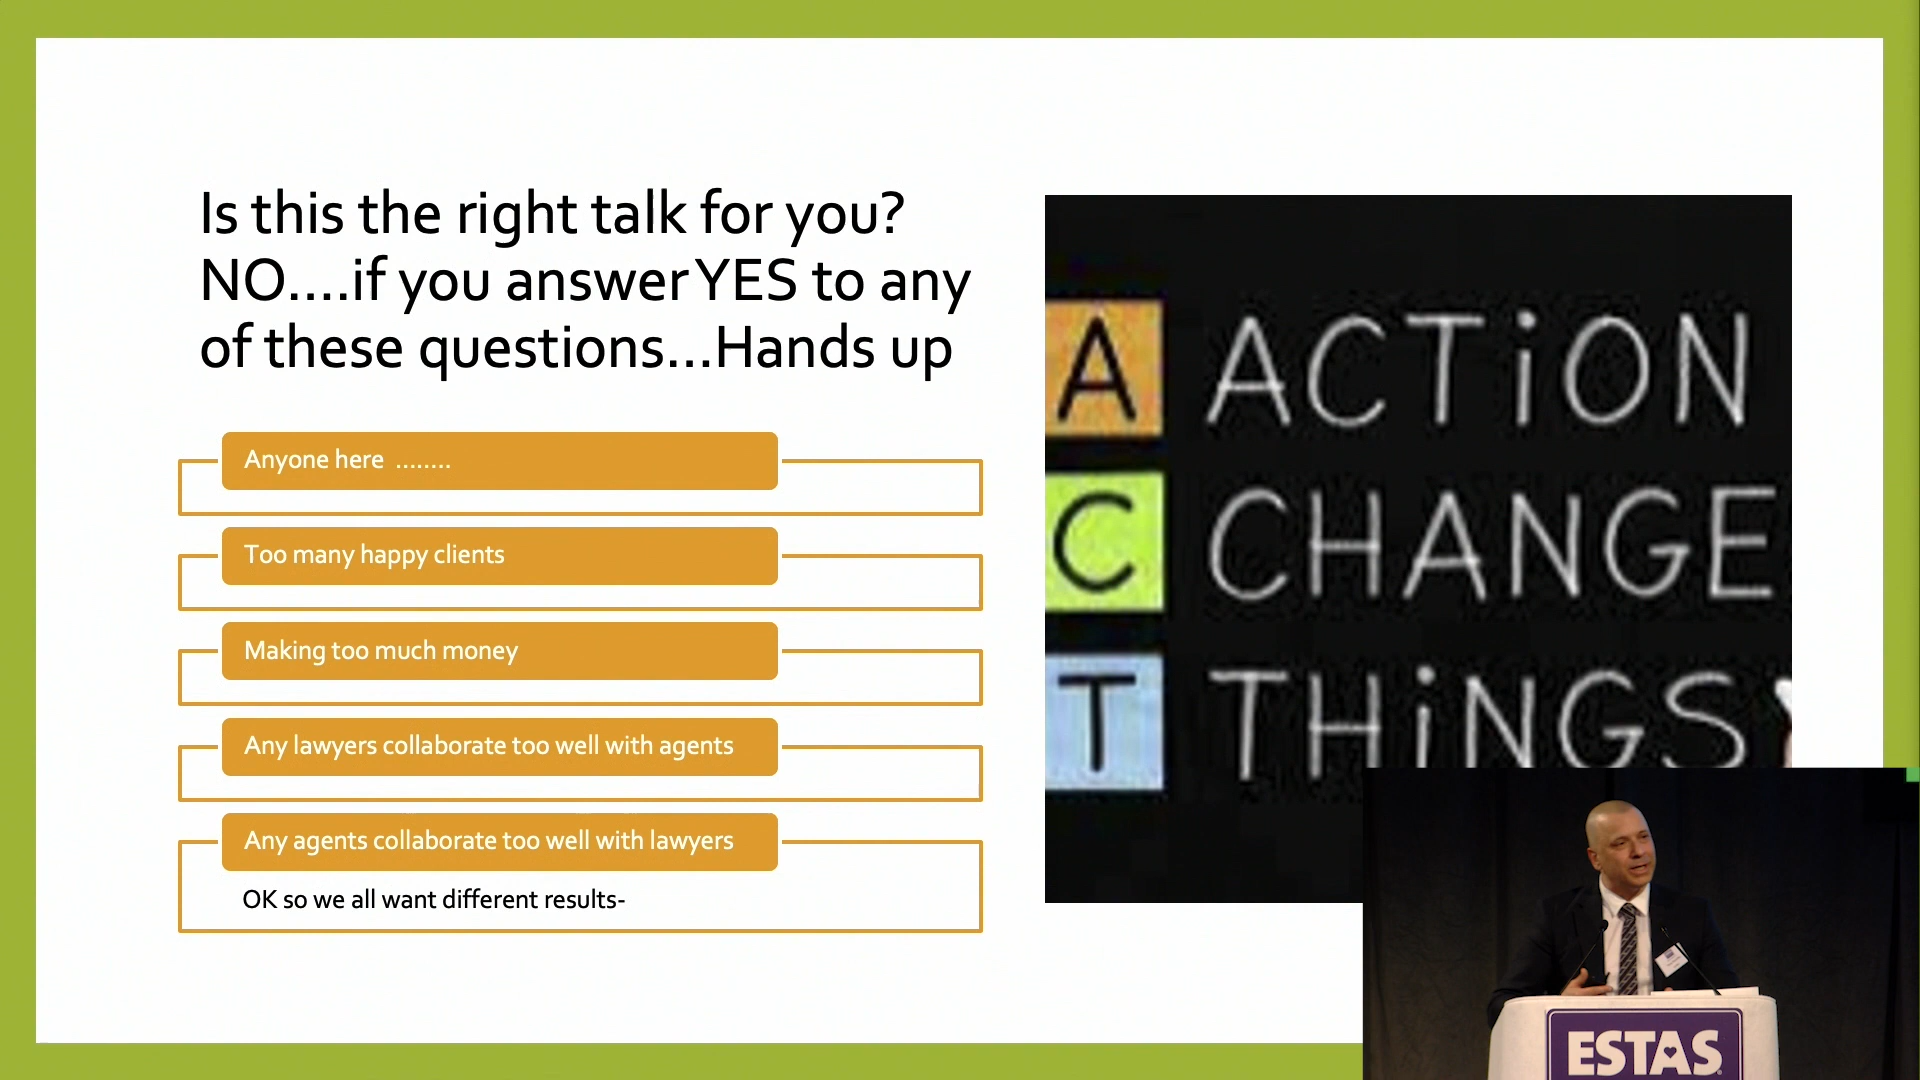 Is this the right talk for you?
NO....if you answer YES to any
of these questions...Hands up
Anyone here ........
Too many happy clients
Making too much money
Any lawyers collaborate too well with agents
Any agents collaborate too well with lawyers
OK so we all want different results-
A ACTiON
C CHANGE
T THiNGS
ESTAS